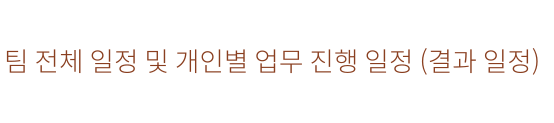 팀 전체 일정 및 개인별 업무 진행 일정 (결과 일정)